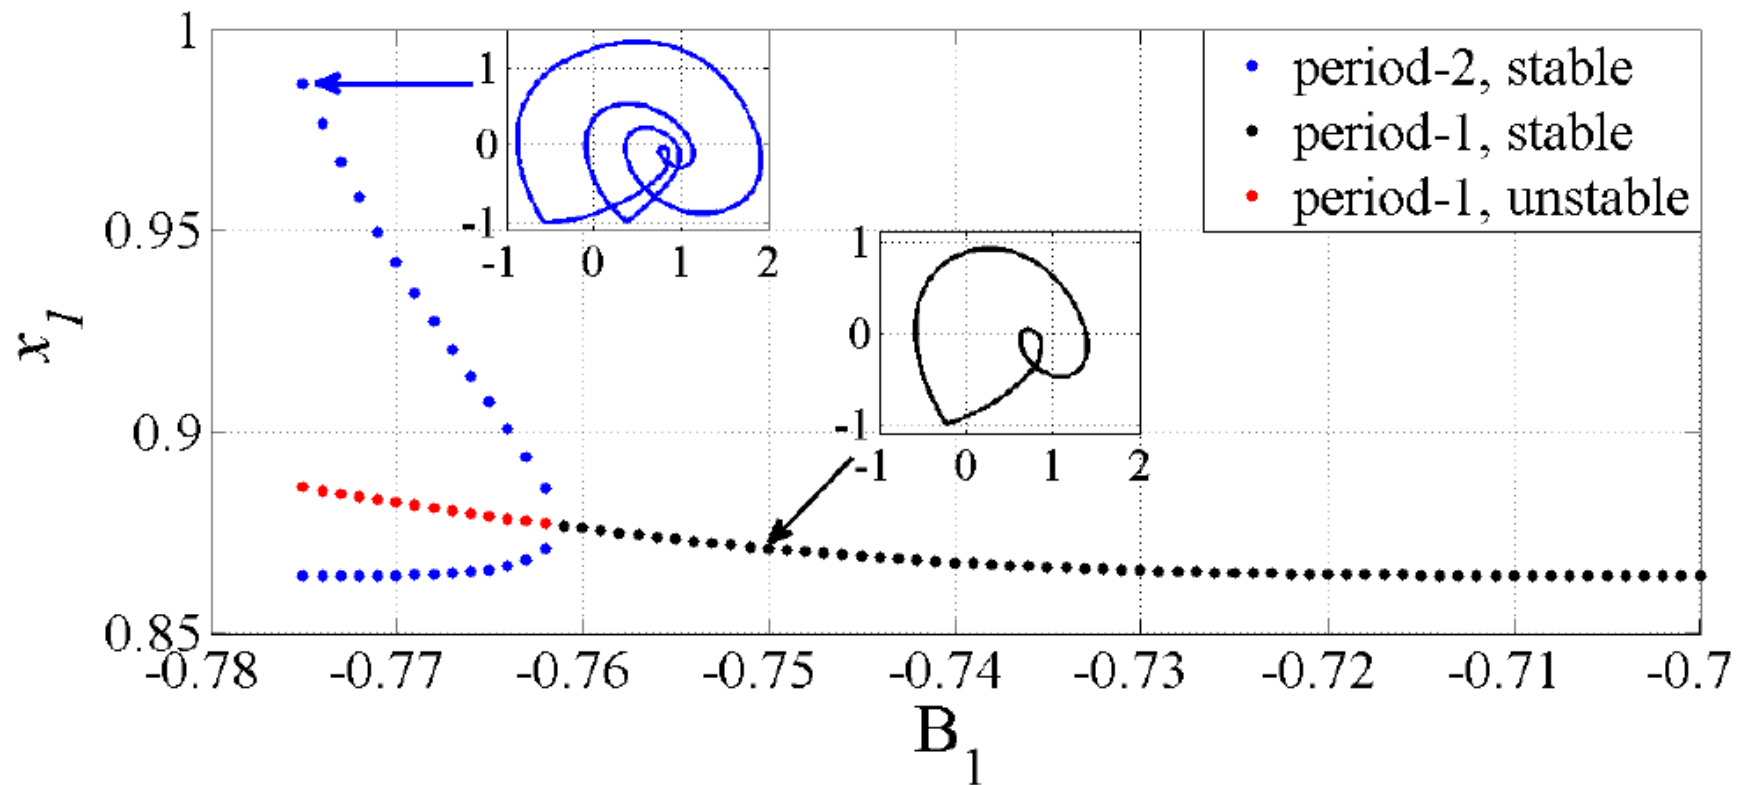 1
0.95
0.9
0.85
x1
-0.78 -0.77 -0.76 -0.75 -0.74 -0.73 -0.72 -0.71 -0.7
B1
period-2, stable
period-1, stable
period-1, unstable
1
0
-1
-1 0 1 2
1
0
-1
-1 0 1 2